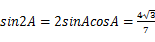 sin2A = 2sinAcosA = 4√3/7